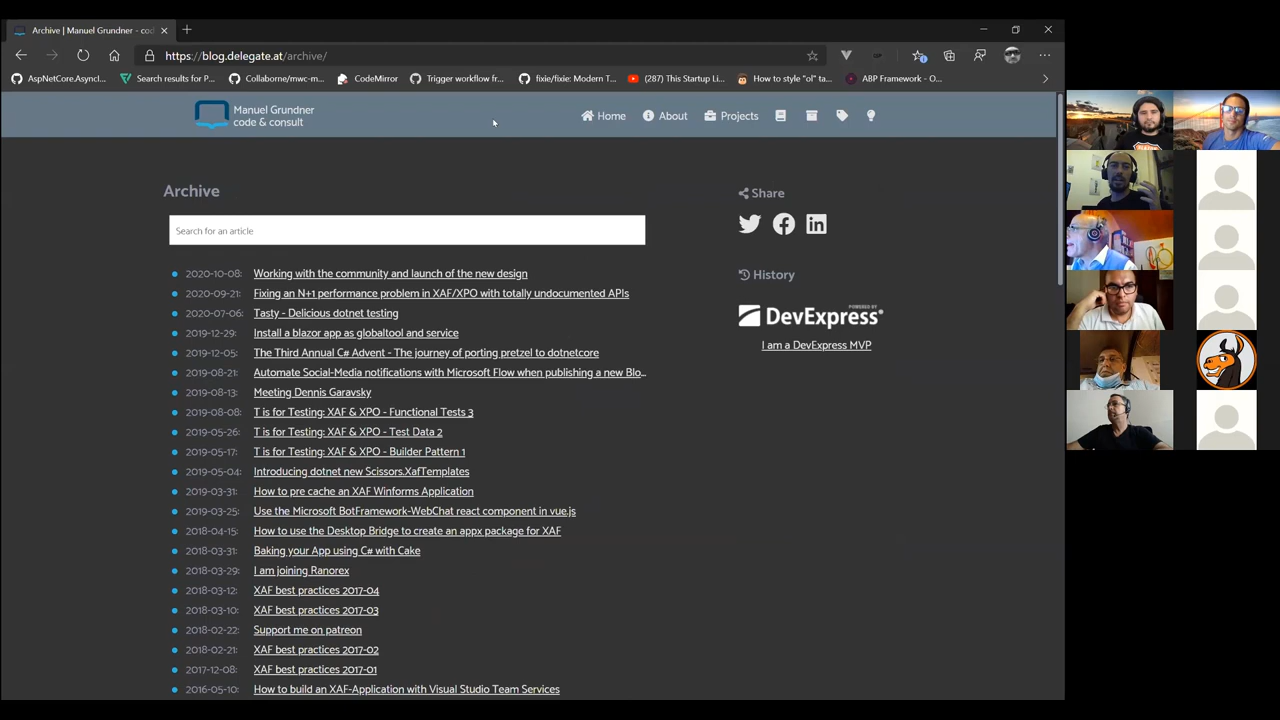 Archive | Manuel Grundner - cod
https://blog.delegate.at/archive/
AspNetCore.AsyncI...
Search results for P...
Collaborne/mwc-m...
CodeMirror
Trigger workflow fr...
fixie/fixie: Modern T...
(287) This Startup Li...
How to style "ol" ta...
ABP Framework - O...
Manuel Grundner
code & consult
Home
About
Projects
Archive
Search for an article
2020-10-08: Working with the community and launch of the new design
2020-09-21: Fixing an N+1 performance problem in XAF/XPO with totally undocumented APIs
2020-07-06: Tasty - Delicious dotnet testing
2019-12-29: Install a blazor app as globaltool and service
2019-12-05: The Third Annual C# Advent - The journey of porting pretzel to dotnetcore
2019-08-21: Automate Social-Media notifications with Microsoft Flow when publishing a new Blo...
2019-08-13: Meeting Dennis Garavsky
2019-08-08: T is for Testing: XAF & XPO - Functional Tests 3
2019-05-26: T is for Testing: XAF & XPO - Test Data 2
2019-05-17: T is for Testing: XAF & XPO - Builder Pattern 1
2019-05-04: Introducing dotnet new Scissors.XafTemplates
2019-03-31: How to pre cache an XAF Winforms Application
2019-03-25: Use the Microsoft BotFramework-WebChat react component in vue.js
2018-04-15: How to use the Desktop Bridge to create an appx package for XAF
2018-03-31: Baking your App using C# with Cake
2018-03-29: I am joining Ranorex
2018-03-12: XAF best practices 2017-04
2018-03-10: XAF best practices 2017-03
2018-02-22: Support me on patreon
2018-02-21: XAF best practices 2017-02
2017-12-08: XAF best practices 2017-01
2016-05-10: How to build an XAF-Application with Visual Studio Team Services
Share
History
POWERED BY
DevExpress
I am a DevExpress MVP